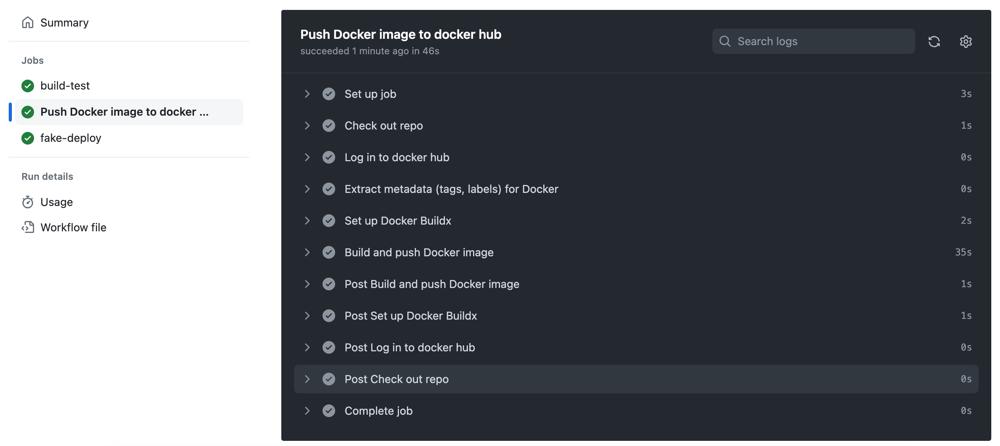 Summary
Jobs
build-test
Push Docker image to docker ...
fake-deploy
Run details
Usage
Workflow file
Push Docker image to docker hub
succeeded 1 minute ago in 46s
Search logs
Set up job 3s
Check out repo 1s
Log in to docker hub 0s
Extract metadata (tags, labels) for Docker 0s
Set up Docker Buildx 2s
Build and push Docker image 35s
Post Build and push Docker image 1s
Post Set up Docker Buildx 1s
Post Log in to docker hub 0s
Post Check out repo 0s
Complete job 0s